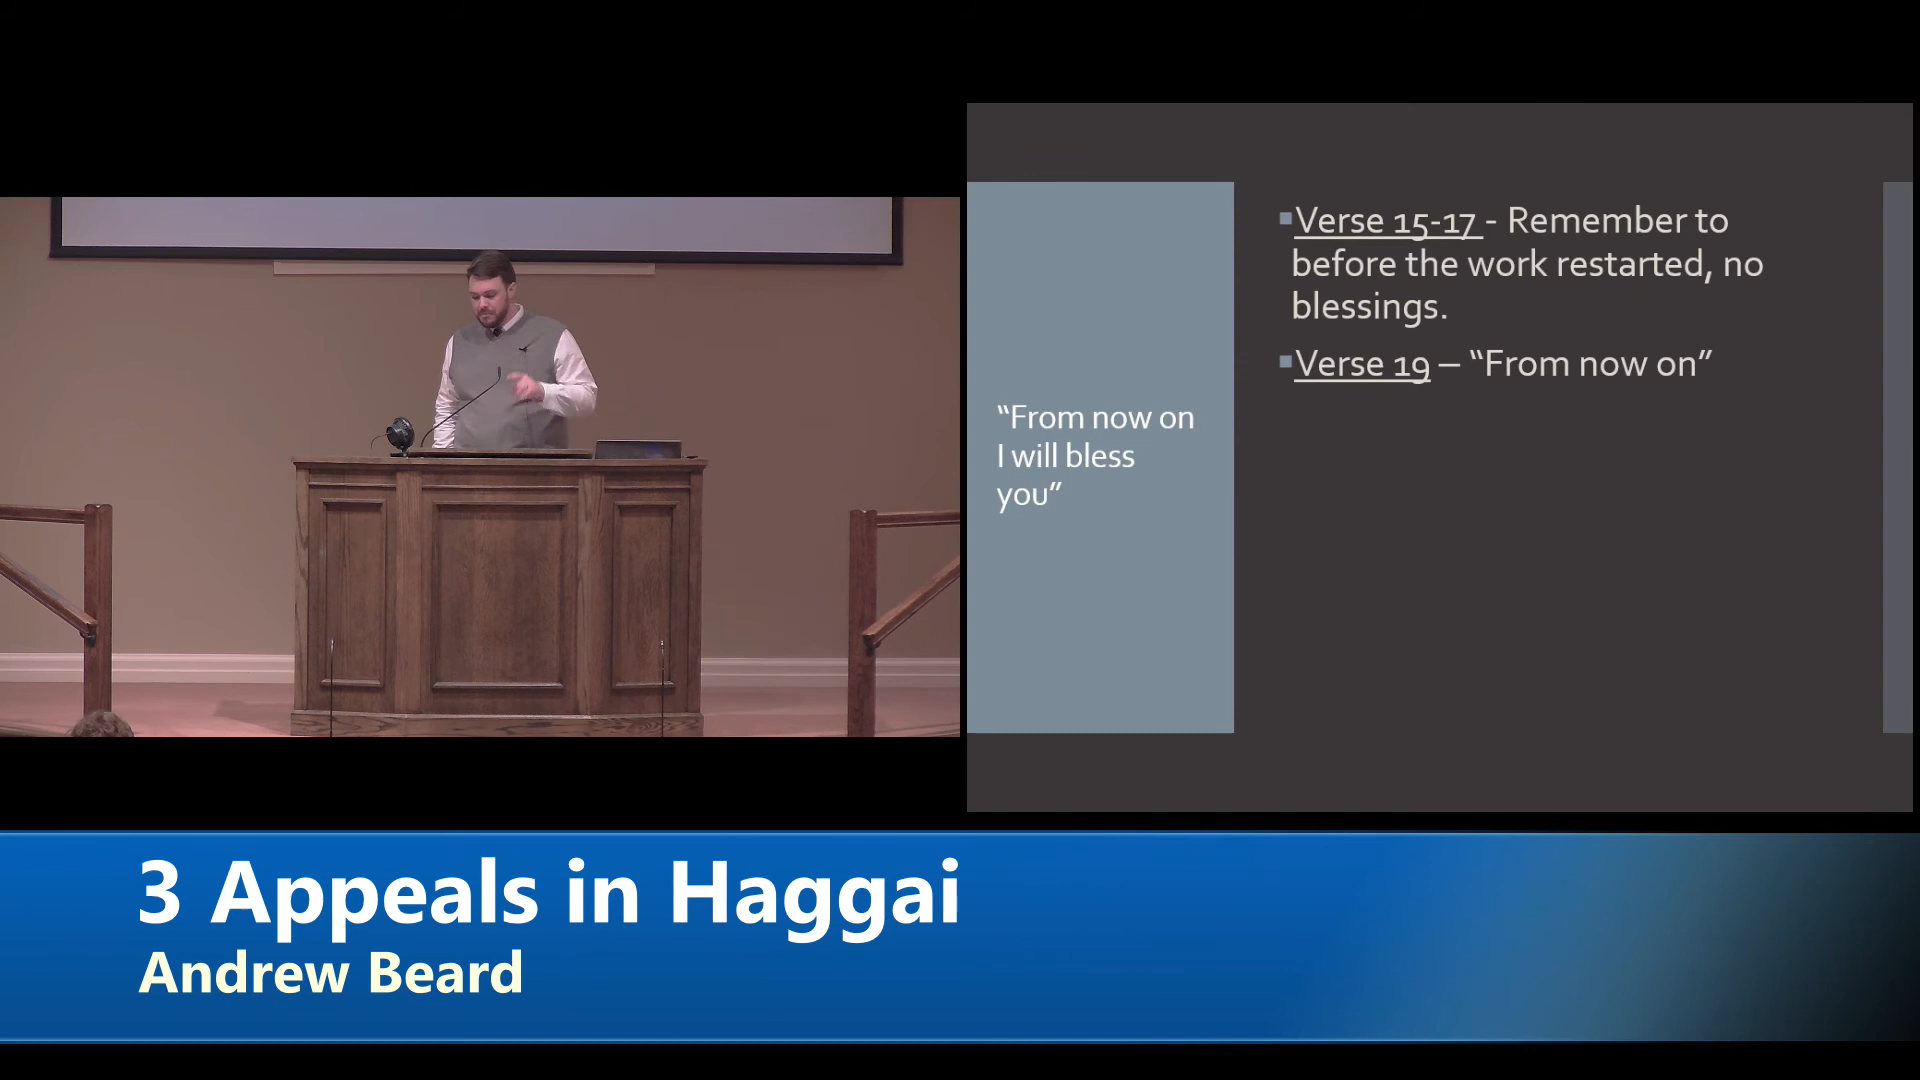 “From now on
I will bless
you”
▪Verse 15-17 - Remember to
before the work restarted, no
blessings.
▪Verse 19 – “From now on”
3 Appeals in Haggai
Andrew Beard